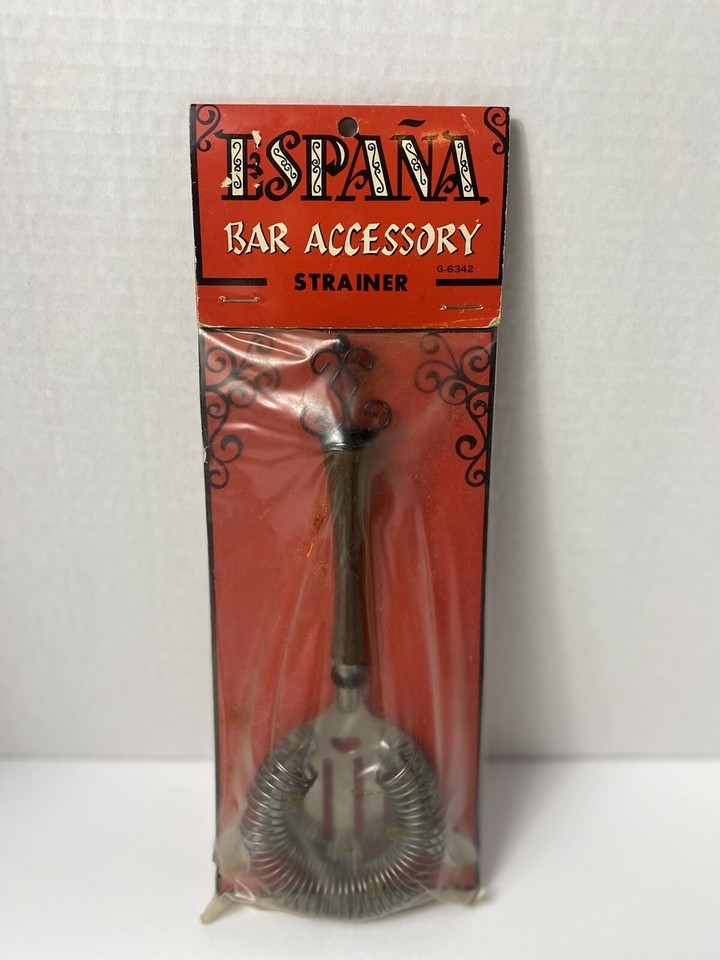 ESPAÑA
BAR ACCESSORY
G-6342
STRAINER